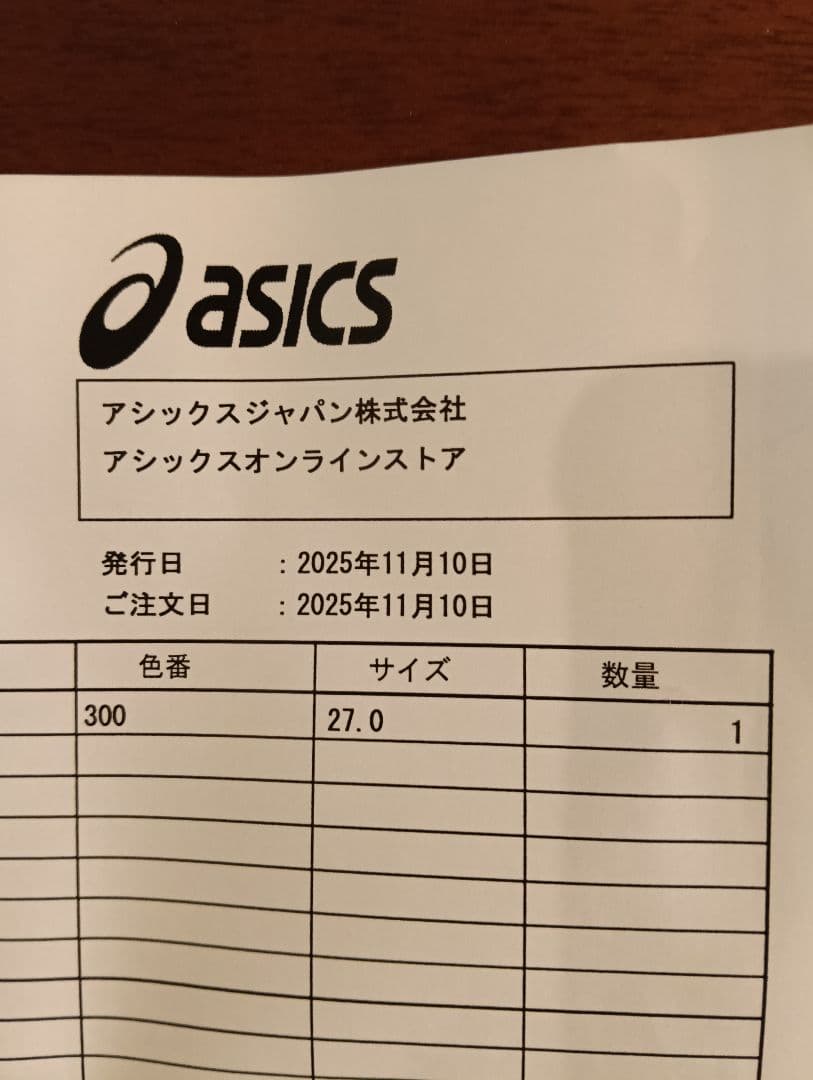 asics
アシックスジャパン株式会社
アシックスオンラインストア
発行日 : 2025年11月10日
ご注文日 : 2025年11月10日
色番 サイズ 数量
300 27.0 1